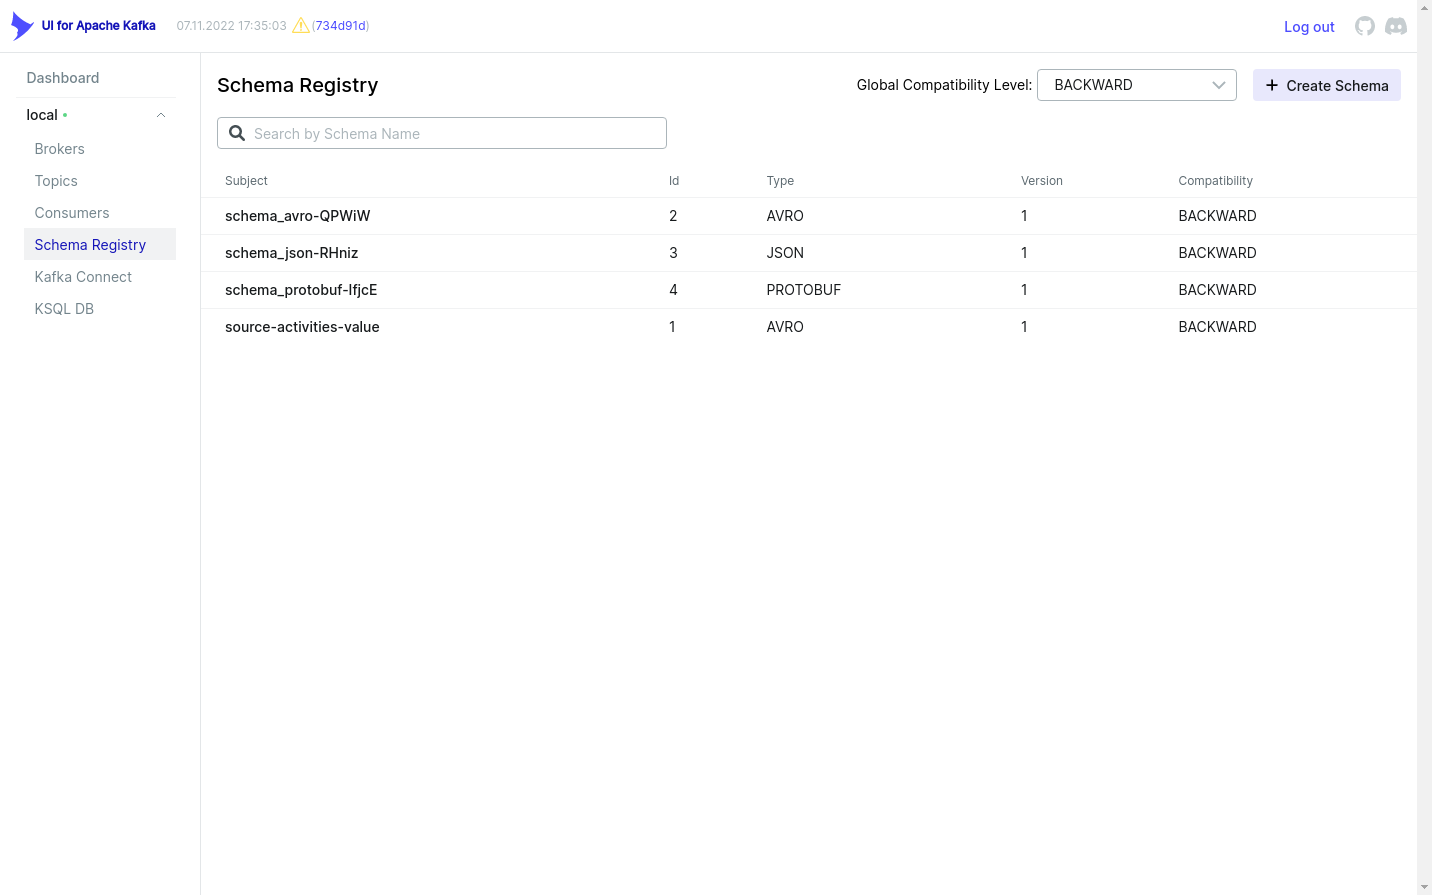 UI for Apache Kafka 07.11.2022 17:35:03 (734d91d) Log out
Dashboard
local
Brokers
Topics
Consumers
Schema Registry
Kafka Connect
KSQL DB
Schema Registry Global Compatibility Level: BACKWARD Create Schema
Search by Schema Name
Subject Id Type Version Compatibility
schema_avro-QPWiW 2 AVRO 1 BACKWARD
schema_json-RHniz 3 JSON 1 BACKWARD
schema_protobuf-IfjcE 4 PROTOBUF 1 BACKWARD
source-activities-value 1 AVRO 1 BACKWARD